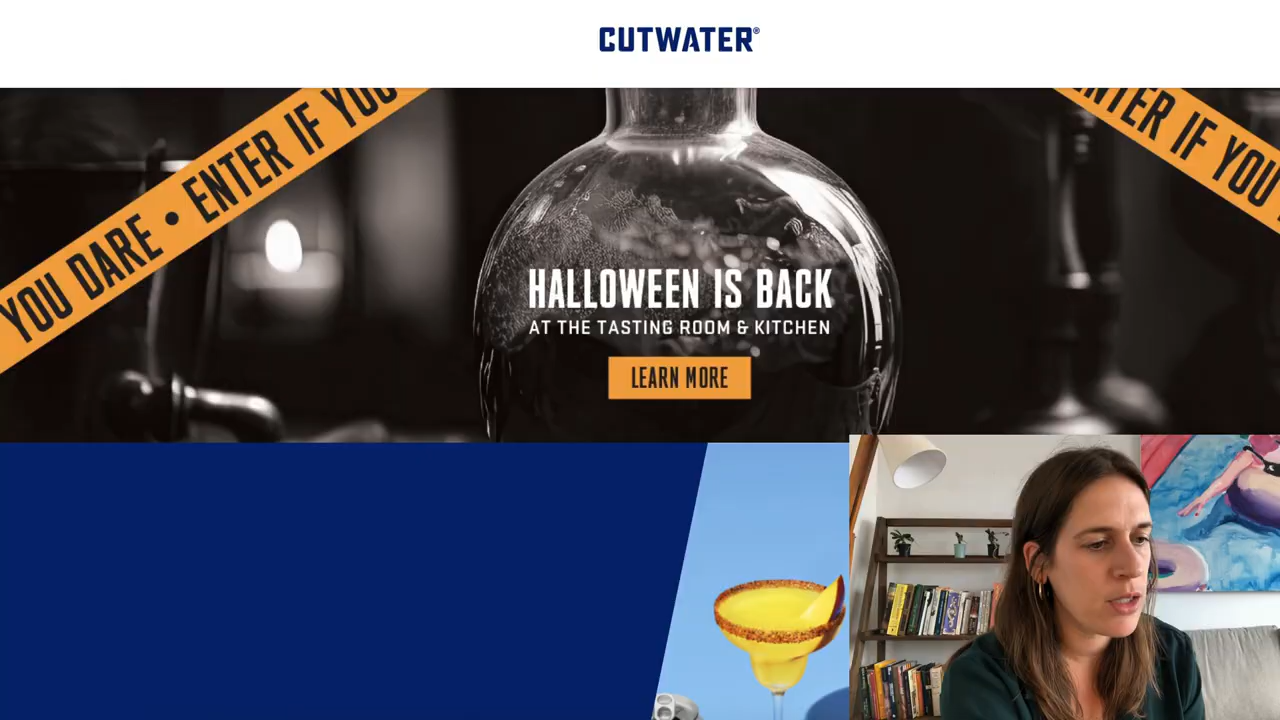 CUTWATER®
YOU DARE • ENTER IF YOU
ENTER IF YOU
HALLOWEEN IS BACK
AT THE TASTING ROOM & KITCHEN
LEARN MORE